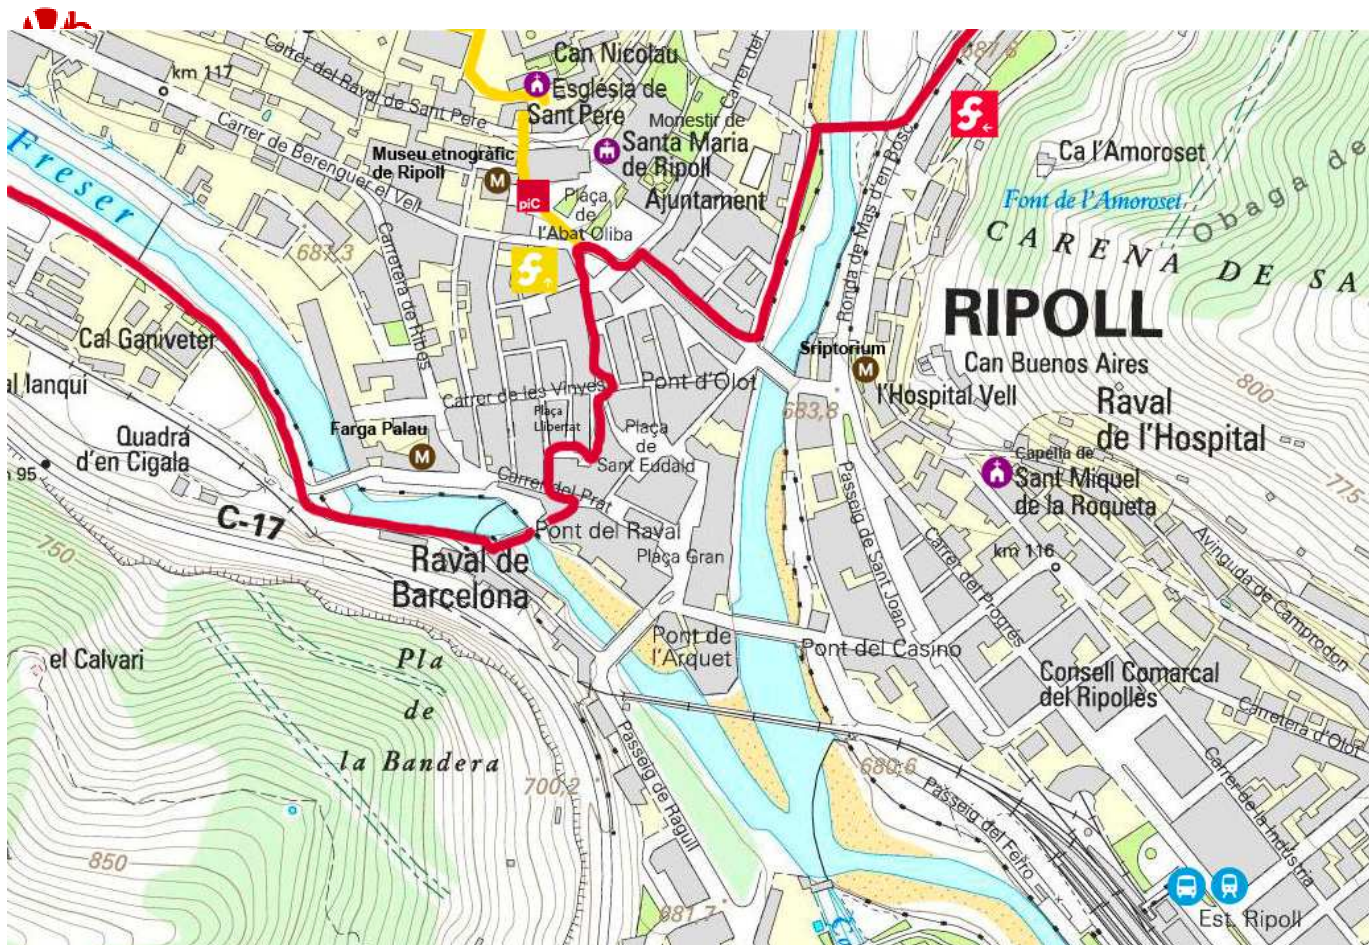 Can Nicolau
687,8
km 117
Carrer del Raval de Sant Pere
Església de
Sant Pere
Carrer del
Carrer de Berenguer el Vell
Freser
Monestir de
Santa Maria
de Ripoll
Museu etnogràfic
de Ripoll
M
piC
Plaça
de
l'Abat Oliba
Ajuntament
Ca l'Amoroset
Font de l'Amoroset
Obaga de
CARENA DE SA
687,3
Carretera de Ribes
Ronda de Mas d'en Bosch
RIPOLL
Cal Ganiveter
al Ianqui
Sriptorium
M
l'Hospital Vell
Can Buenos Aires
800
Raval
de l'Hospital
Carrer de les Vinyes
Pont d'Olot
683,8
Plaça
Llibertat
Plaça
de
Sant Eudald
Farga Palau
M
Quadra
d'en Cigala
95
Carrer del Prat
C-17
Capella de
Sant Miquel
de la Roqueta
775
Pont del Raval
Plaça Gran
Passeig de Sant Joan
Carrer del Progrés
km 116
Avinguda de Camprodon
750
Raval de
Barcelona
Pont de
l'Arquet
Pont del Casino
el Calvari
Pla
de
la Bandera
Consell Comarcal
del Ripollès
Carretera d'Olot
700,2
680,6
Passeig de Ragull
Passeig del Ferro
Carrer de la Indústria
850
681,7
Est. Ripoll